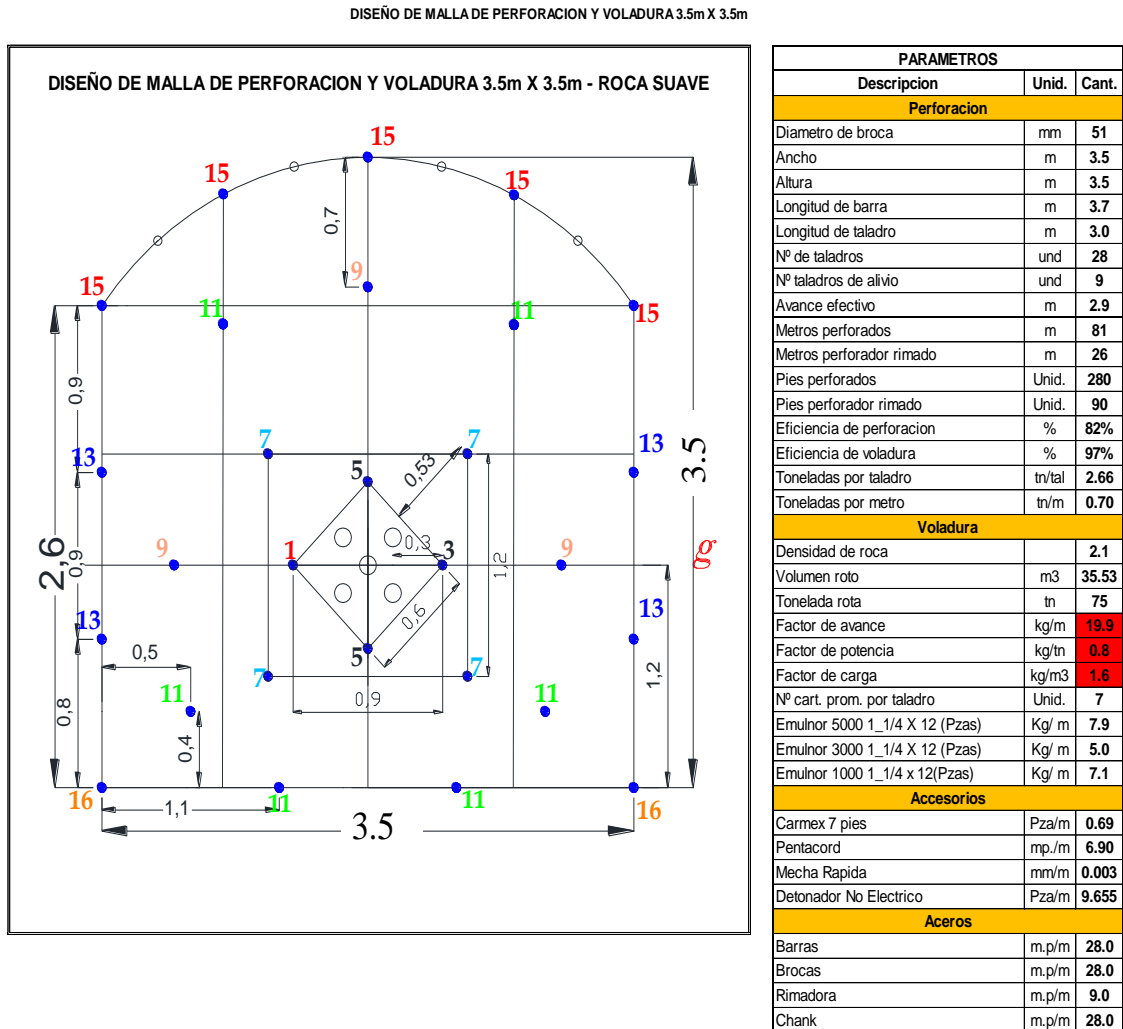 DISEÑO DE MALLA DE PERFORACION Y VOLADURA 3.5m X 3.5m
DISEÑO DE MALLA DE PERFORACION Y VOLADURA 3.5m X 3.5m - ROCA SUAVE
15
15
15
0,7
9
15
15
11
11
0,9
7
7
13
13
5
0,53
3.5
2,6
0,9
9
1
0,3
3
1,2
9
g
13
13
0,6
0,5
5
7
7
1,2
11
0,9
11
0,8
0,4
16
1,1
11
11
16
3.5
PARAMETROS
Descripcion Unid. Cant.
Perforacion
Diametro de broca mm 51
Ancho m 3.5
Altura m 3.5
Longitud de barra m 3.7
Longitud de taladro m 3.0
Nº de taladros und 28
Nº taladros de alivio und 9
Avance efectivo m 2.9
Metros perforados m 81
Metros perforador rimado m 26
Pies perforados Unid. 280
Pies perforador rimado Unid. 90
Eficiencia de perforacion % 82%
Eficiencia de voladura % 97%
Toneladas por taladro tn/tal 2.66
Toneladas por metro tn/m 0.70
Voladura
Densidad de roca 2.1
Volumen roto m3 35.53
Tonelada rota tn 75
Factor de avance kg/m 19.9
Factor de potencia kg/tn 0.8
Factor de carga kg/m3 1.6
Nº cart. prom. por taladro Unid. 7
Emulnor 5000 1_1/4 X 12 (Pzas) Kg/ m 7.9
Emulnor 3000 1_1/4 X 12 (Pzas) Kg/ m 5.0
Emulnor 1000 1_1/4 x 12(Pzas) Kg/ m 7.1
Accesorios
Carmex 7 pies Pza/m 0.69
Pentacord mp./m 6.90
Mecha Rapida mm/m 0.003
Detonador No Electrico Pza/m 9.655
Aceros
Barras m.p/m 28.0
Brocas m.p/m 28.0
Rimadora m.p/m 9.0
Chank m.p/m 28.0